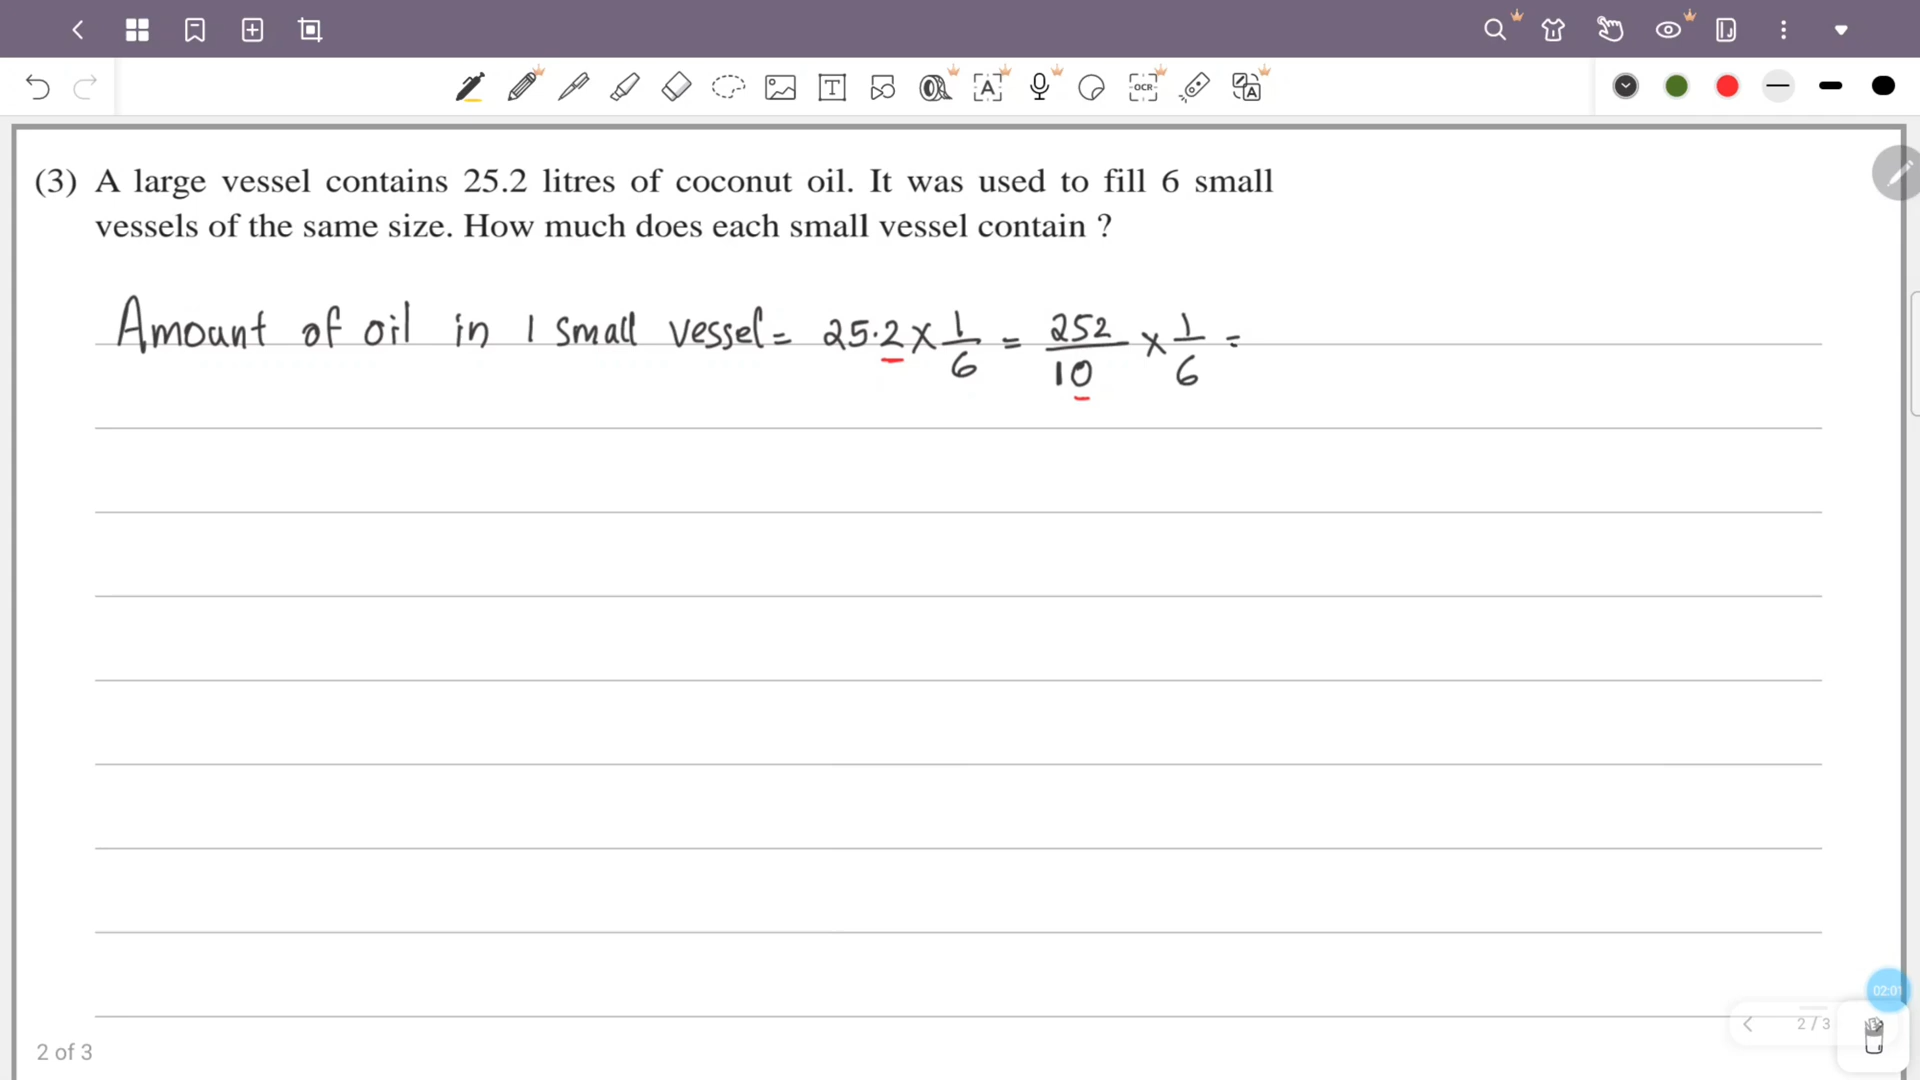 (3) A large vessel contains 25.2 litres of coconut oil. It was used to fill 6 small
vessels of the same size. How much does each small vessel contain ?
Amount of oil in 1 small vessel = 25.2 × 1/6 = 252/10 × 1/6 =
02:01
2 / 3
2 of 3